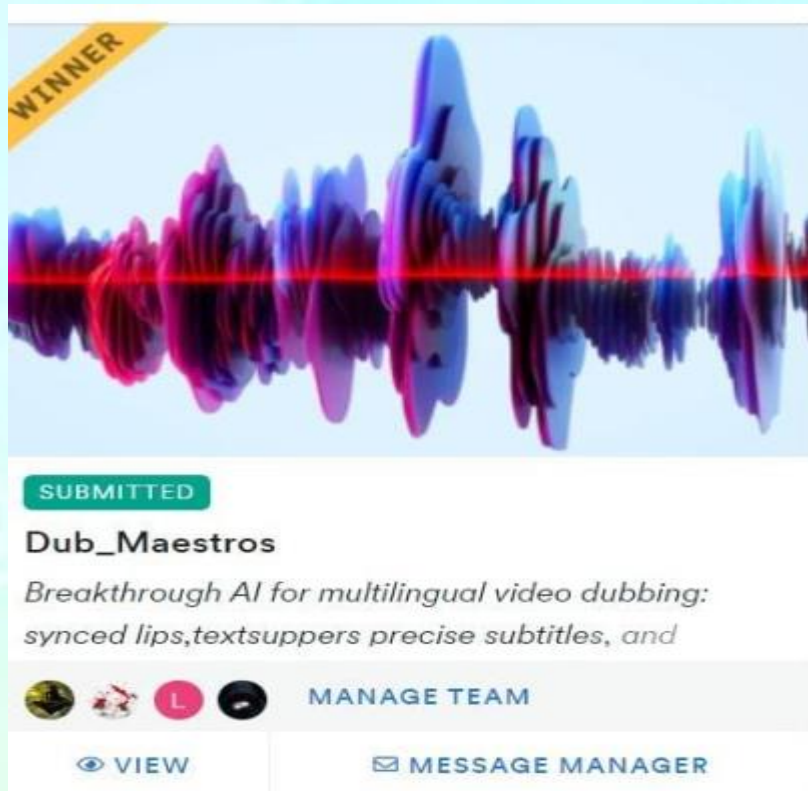 WINNER
SUBMITTED
Dub_Maestros
Breakthrough AI for multilingual video dubbing:
synced lips,textsuppers precise subtitles, and
L
MANAGE TEAM
VIEW
MESSAGE MANAGER